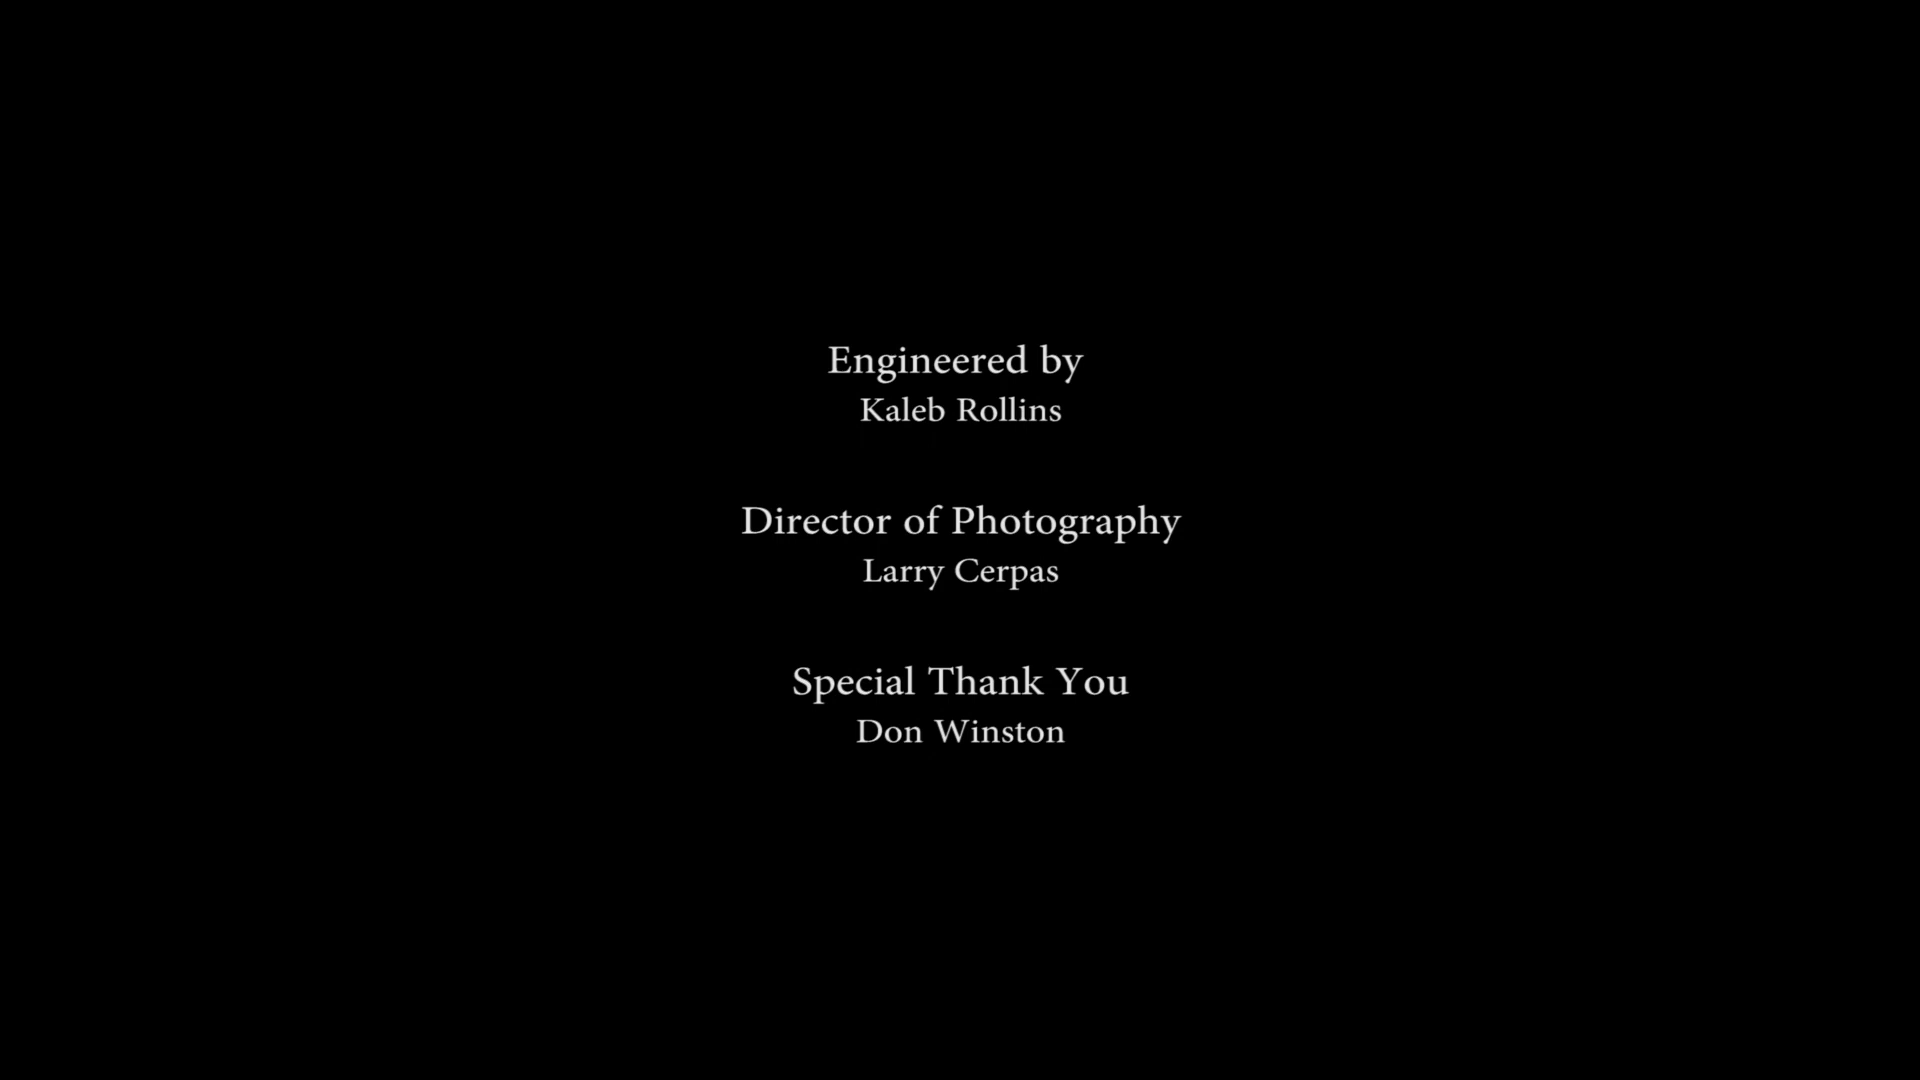 Engineered by
Kaleb Rollins
Director of Photography
Larry Cerpas
Special Thank You
Don Winston